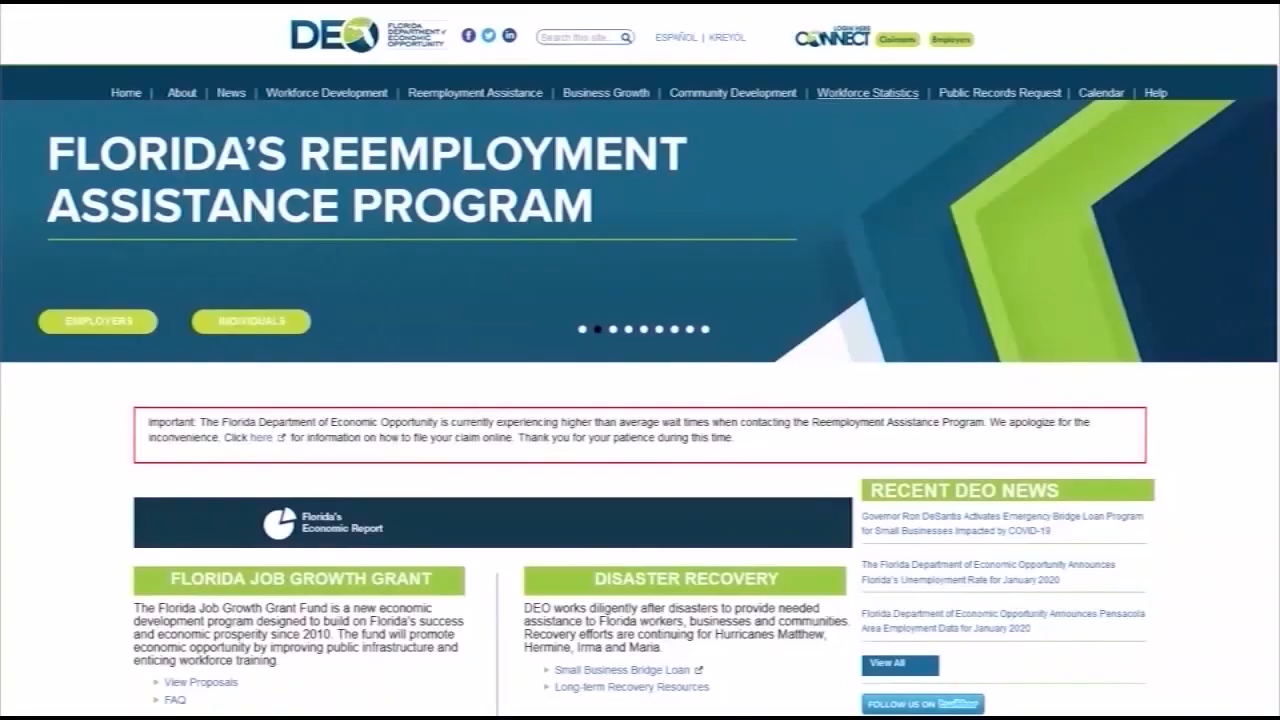 DEO
FLORIDA
DEPARTMENT of
ECONOMIC
OPPORTUNITY
f
in
Search this site...
ESPAÑOL | KREYOL
LOGIN HERE
CONNECT
Claimants
Employers
Home | About | News | Workforce Development | Reemployment Assistance | Business Growth | Community Development | Workforce Statistics | Public Records Request | Calendar | Help
FLORIDA'S REEMPLOYMENT
ASSISTANCE PROGRAM
EMPLOYERS
INDIVIDUALS
Important: The Florida Department of Economic Opportunity is currently experiencing higher than average wait times when contacting the Reemployment Assistance Program. We apologize for the
inconvenience. Click here for information on how to file your claim online. Thank you for your patience during this time.
Florida's
Economic Report
FLORIDA JOB GROWTH GRANT
The Florida Job Growth Grant Fund is a new economic
development program designed to build on Florida's success
and economic prosperity since 2010. The fund will promote
economic opportunity by improving public infrastructure and
enticing workforce training.
View Proposals
FAQ
DISASTER RECOVERY
DEO works diligently after disasters to provide needed
assistance to Florida workers, businesses and communities.
Recovery efforts are continuing for Hurricanes Matthew,
Hermine, Irma and Maria.
Small Business Bridge Loan
Long-term Recovery Resources
RECENT DEO NEWS
Governor Ron DeSantis Activates Emergency Bridge Loan Program
for Small Businesses Impacted by COVID-19
The Florida Department of Economic Opportunity Announces
Florida's Unemployment Rate for January 2020
Florida Department of Economic Opportunity Announces Pensacola
Area Employment Data for January 2020
View All
FOLLOW US ON twitter